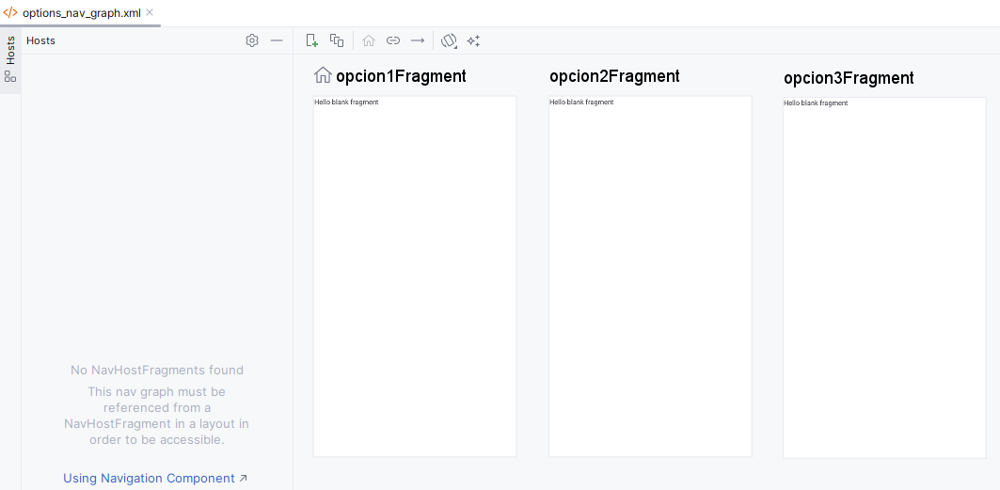 options_nav_graph.xml
Hosts
Hosts
opcion1Fragment
opcion2Fragment
opcion3Fragment
Hello blank fragment
Hello blank fragment
Hello blank fragment
No NavHostFragments found
This nav graph must be
referenced from a
NavHostFragment in a layout in
order to be accessible.
Using Navigation Component